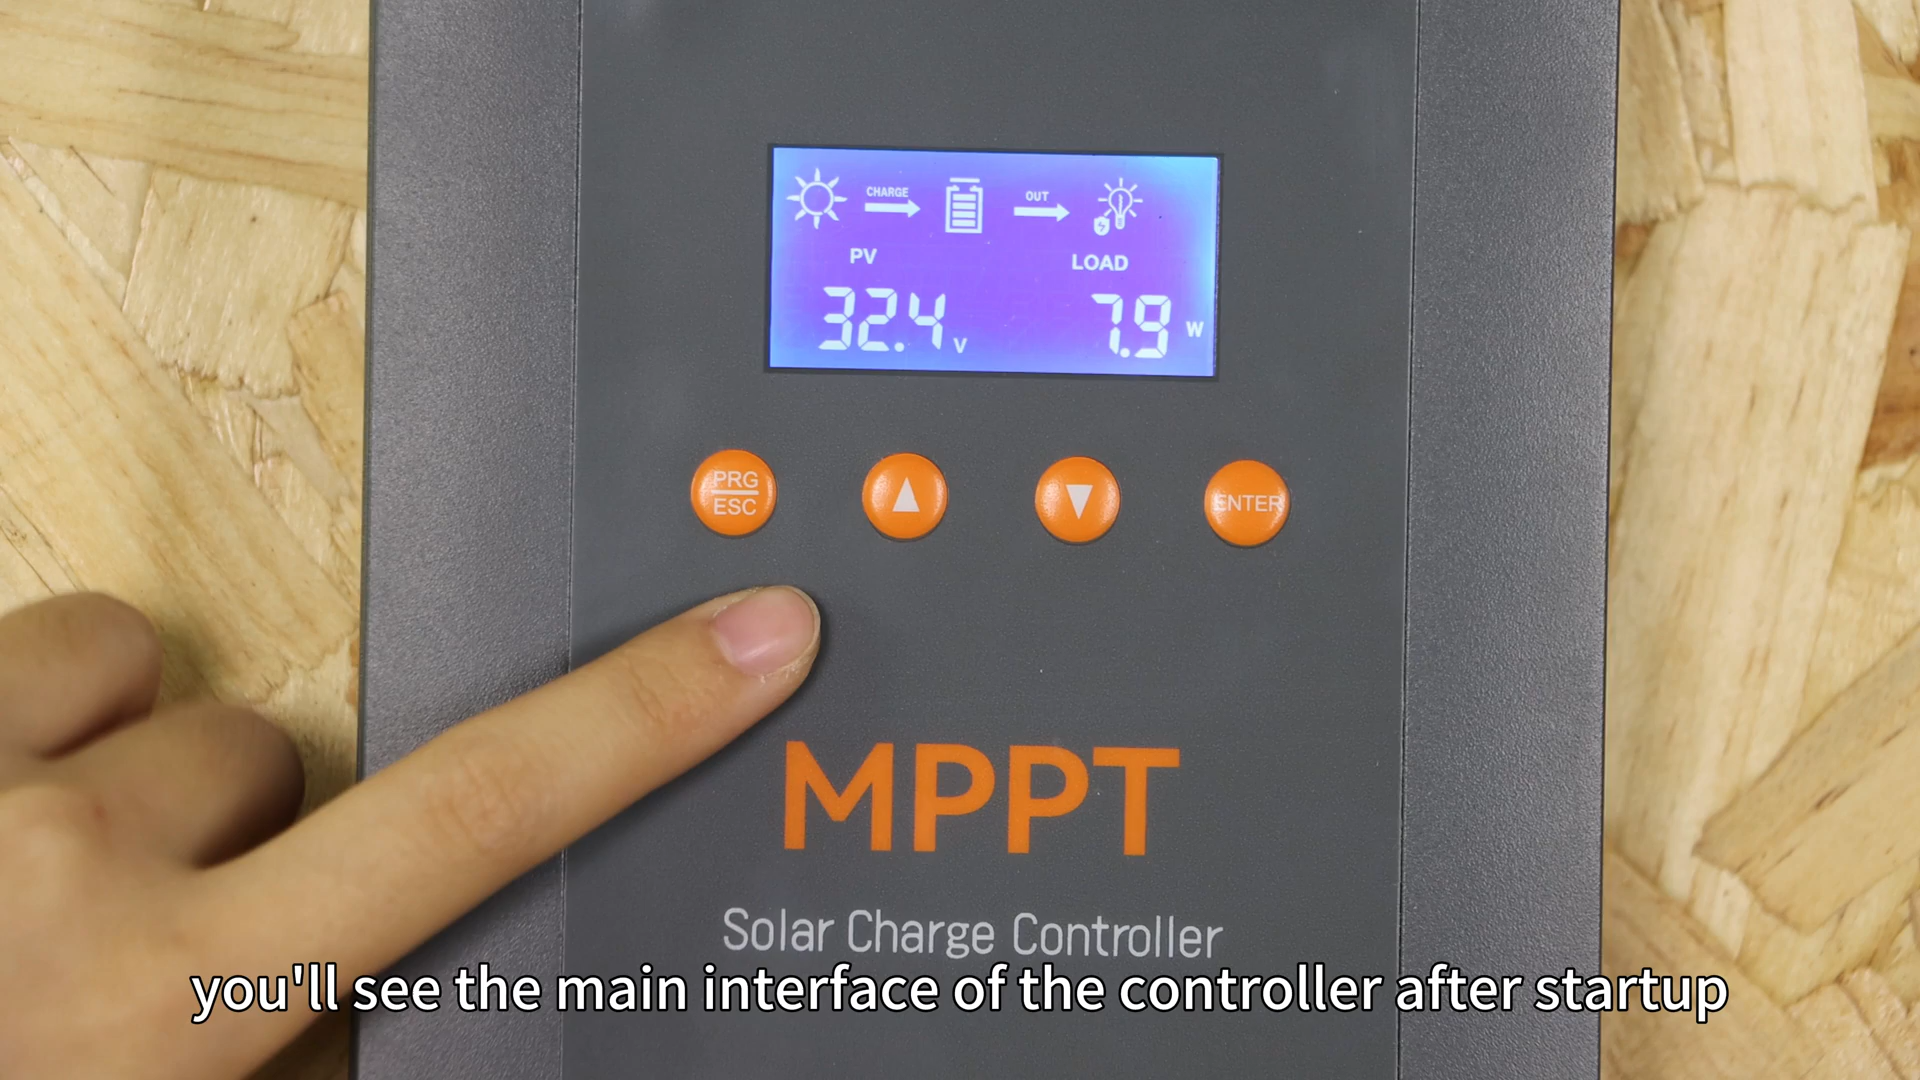 CHARGE OUT
PV LOAD
32.4 V 7.9 W
PRG
ESC
ENTER
MPPT
Solar Charge Controller
you'll see the main interface of the controller after startup